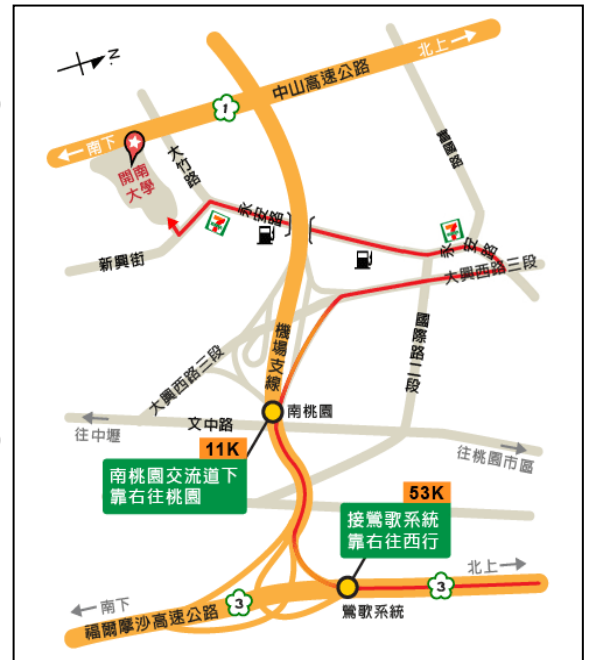 N
北上
中山高速公路
1
南下
開南
大學
大竹路
富國路
永安路
7
7
永安路
新興街
大興西路三段
機場支線
國際路二段
大興西路三段
南桃園
文中路
往中壢
往桃園市區
11K
南桃園交流道下
靠右往桃園
53K
接鶯歌系統
靠右往西行
北上
3
南下
3
福爾摩沙高速公路
鶯歌系統